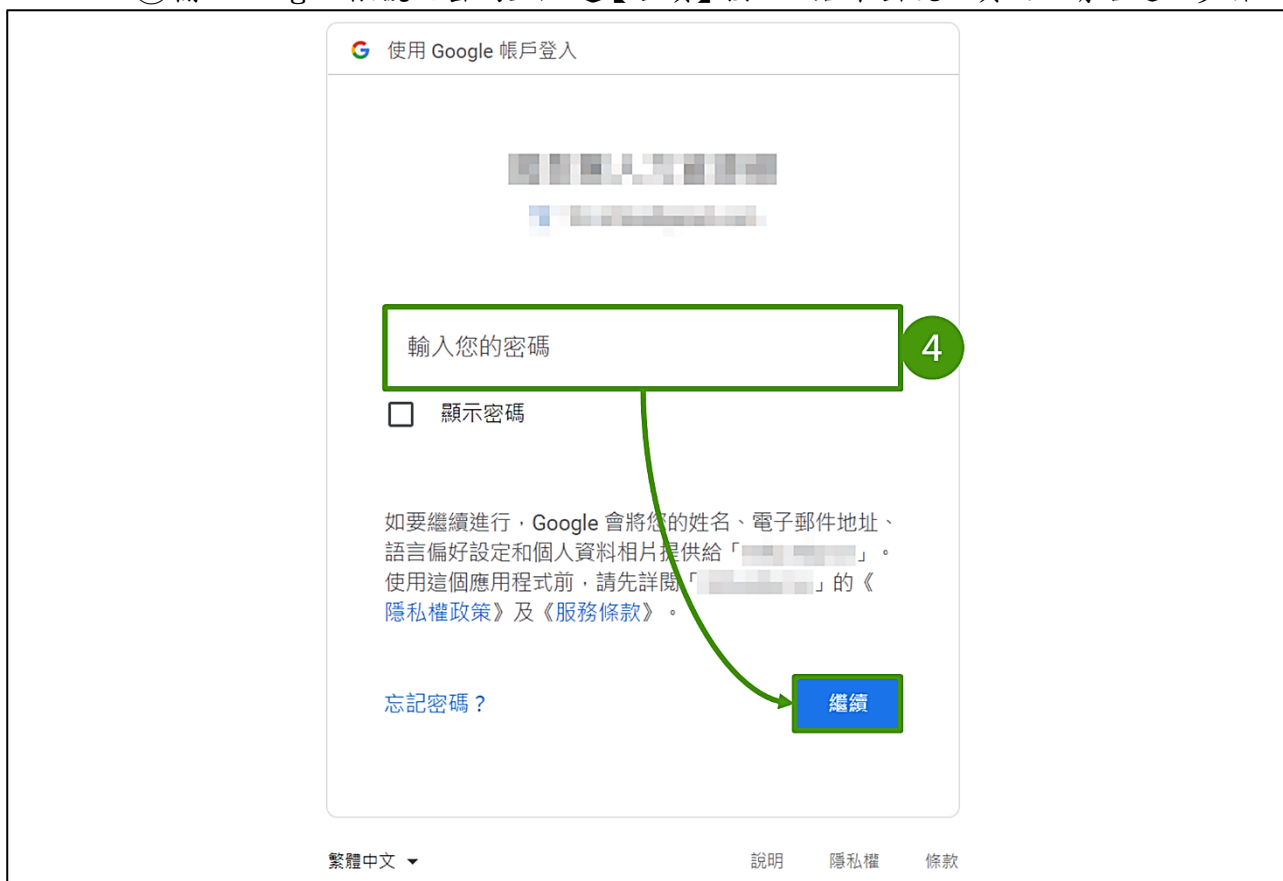 使用 Google 帳戶登入
輸入您的密碼
4
顯示密碼
如要繼續進行，Google 會將您的姓名、電子郵件地址、
語言偏好設定和個人資料相片提供給「」。
使用這個應用程式前，請先詳閱「」的《
隱私權政策》及《服務條款》。
忘記密碼？
繼續
繁體中文
說明 隱私權 條款